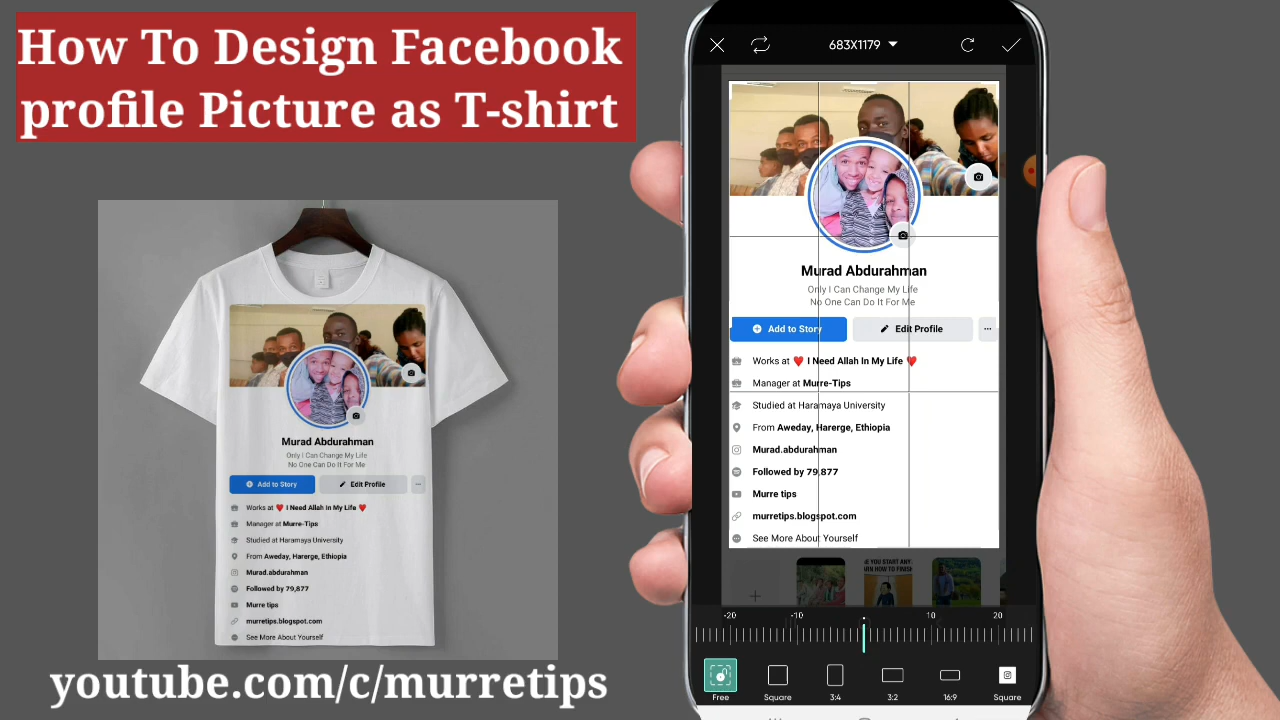 How To Design Facebook
profile Picture as T-shirt
Murad Abdurahman
Only I Can Change My Life
No One Can Do It For Me
Add to Story
Edit Profile
Works at ❤️ I Need Allah In My Life ❤️
Manager at Murre-Tips
Studied at Haramaya University
From Aweday, Harerge, Ethiopia
Murad.abdurahman
Followed by 79,877
Murre tips
murretips.blogspot.com
See More About Yourself
youtube.com/c/murretips
683X1179
Murad Abdurahman
Only I Can Change My Life
No One Can Do It For Me
Add to Story
Edit Profile
Works at ❤️ I Need Allah In My Life ❤️
Manager at Murre-Tips
Studied at Haramaya University
From Aweday, Harerge, Ethiopia
Murad.abdurahman
Followed by 79,877
Murre tips
murretips.blogspot.com
See More About Yourself
E YOU START ANY
-20 -10 10 20
Free Square 3:4 3:2 16:9 Square